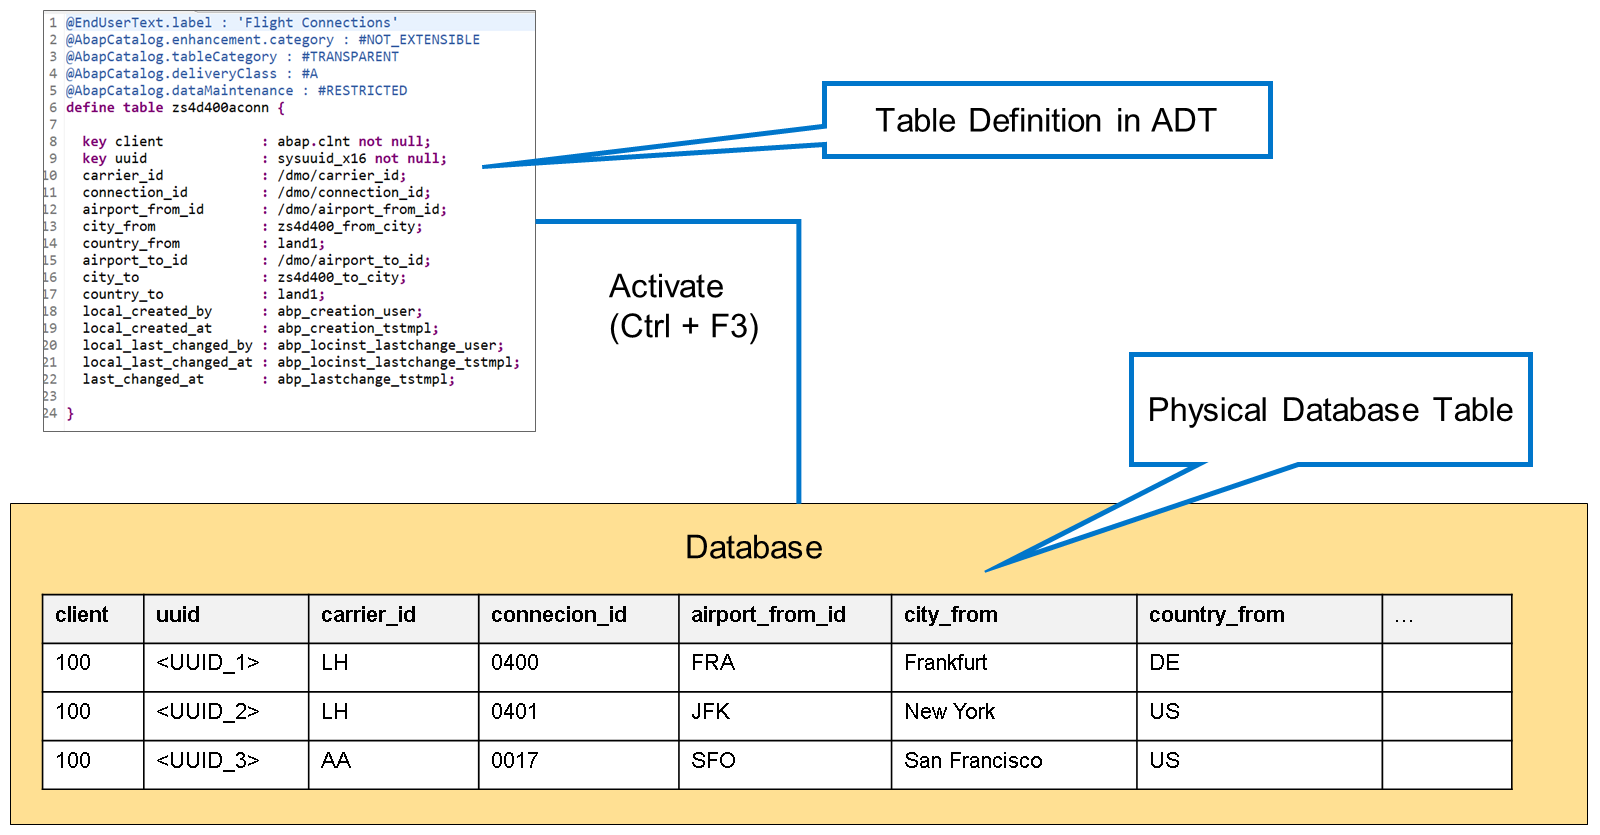 1 @EndUserText.label : 'Flight Connections'
2 @AbapCatalog.enhancement.category : #NOT_EXTENSIBLE
3 @AbapCatalog.tableCategory : #TRANSPARENT
4 @AbapCatalog.deliveryClass : #A
5 @AbapCatalog.dataMaintenance : #RESTRICTED
6 define table zs4d400aconn {
7
8 key client : abap.clnt not null;
9 key uuid : sysuuid_x16 not null;
10 carrier_id : /dmo/carrier_id;
11 connection_id : /dmo/connection_id;
12 airport_from_id : /dmo/airport_from_id;
13 city_from : zs4d400_from_city;
14 country_from : land1;
15 airport_to_id : /dmo/airport_to_id;
16 city_to : zs4d400_to_city;
17 country_to : land1;
18 local_created_by : abp_creation_user;
19 local_created_at : abp_creation_tstmpl;
20 local_last_changed_by : abp_locinst_lastchange_user;
21 local_last_changed_at : abp_locinst_lastchange_tstmpl;
22 last_changed_at : abp_lastchange_tstmpl;
23
24 }
Table Definition in ADT
Activate
(Ctrl + F3)
Physical Database Table
Database
client uuid carrier_id connecion_id airport_from_id city_from country_from ...
100 <UUID_1> LH 0400 FRA Frankfurt DE
100 <UUID_2> LH 0401 JFK New York US
100 <UUID_3> AA 0017 SFO San Francisco US